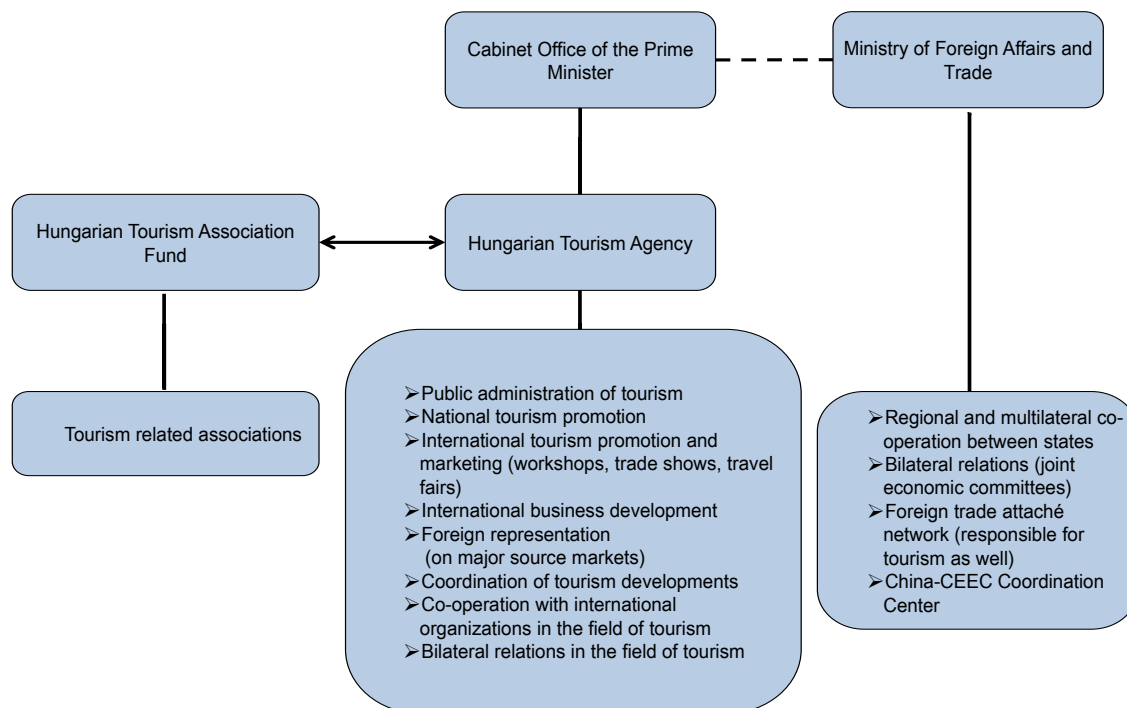 Cabinet Office of the Prime
Minister
Ministry of Foreign Affairs and
Trade
Hungarian Tourism Association
Fund
Hungarian Tourism Agency
Tourism related associations
➢Public administration of tourism
➢National tourism promotion
➢International tourism promotion and
marketing (workshops, trade shows, travel
fairs)
➢International business development
➢Foreign representation
(on major source markets)
➢Coordination of tourism developments
➢Co-operation with international
organizations in the field of tourism
➢Bilateral relations in the field of tourism
➢Regional and multilateral co-
operation between states
➢Bilateral relations (joint
economic committees)
➢Foreign trade attaché
network (responsible for
tourism as well)
➢China-CEEC Coordination
Center